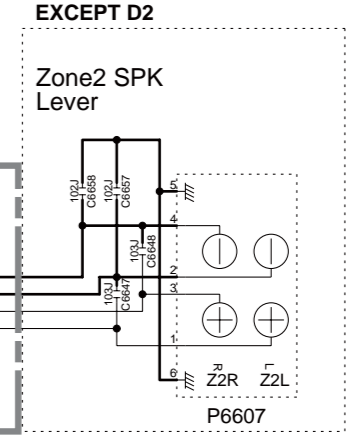 EXCEPT D2
Zone2 SPK
Lever
102J
C6658
102J
C6657
5
4
103J
C6648
2
103J
C6647
3
1
6
R
L
Z2R
Z2L
P6607